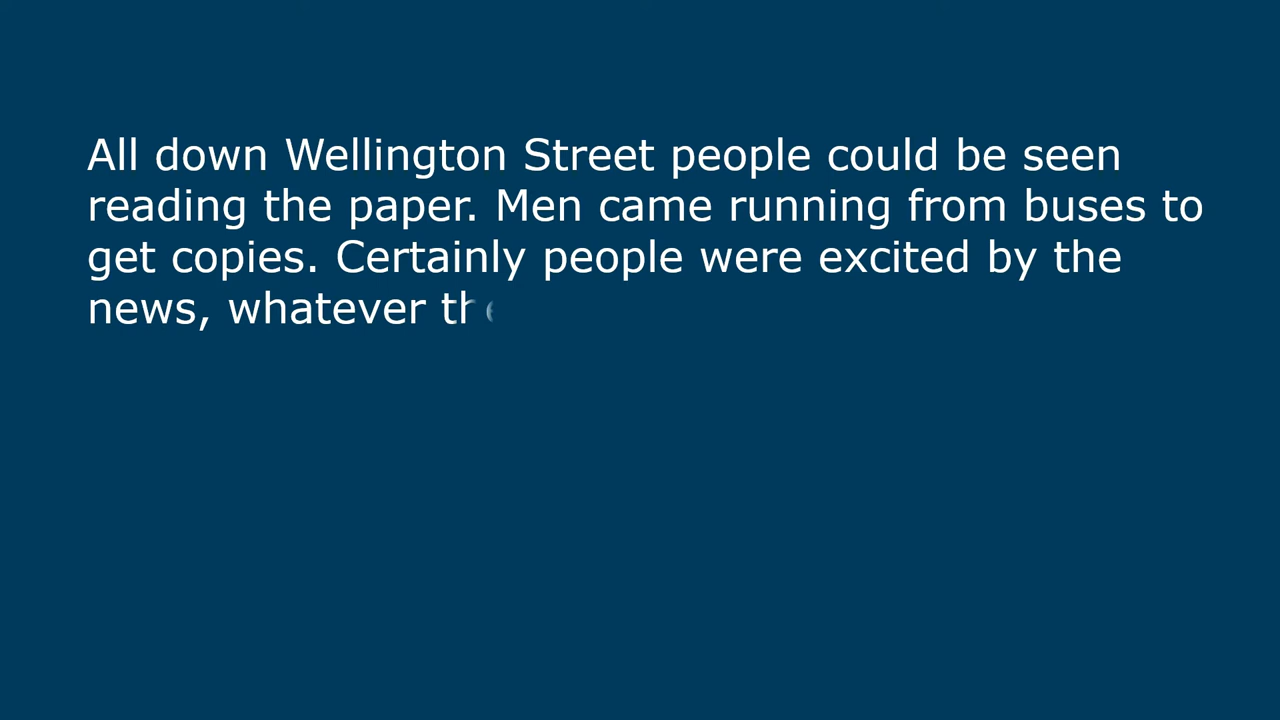 All down Wellington Street people could be seen
reading the paper. Men came running from buses to
get copies. Certainly people were excited by the
news, whatever